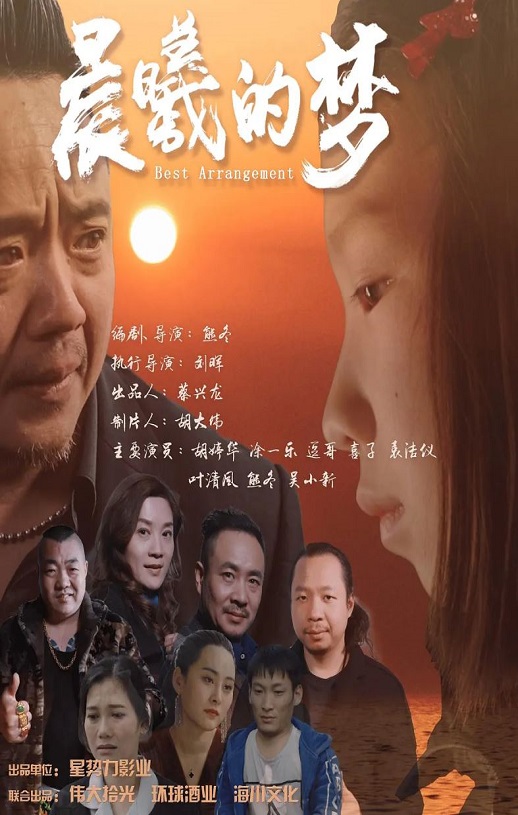 晨曦的梦
Best Arrangement
编剧、导演：熊冬
执行导演：刘晖
出品人：蔡兴龙
制片人：胡大伟
主要演员：胡婷华 涂一乐 逗哥 喜子 袁洁仪
叶清风 熊冬 吴小新
出品单位：星势力影业
联合出品：伟大拾光 环球酒业 海川文化